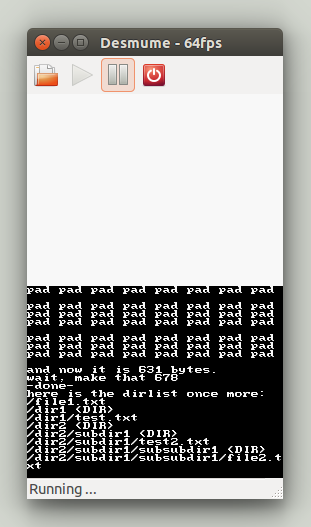 Desmume - 64fps
pad pad pad pad pad pad pad pad
pad pad pad pad pad pad pad pad
pad pad pad pad pad pad pad pad
pad pad pad pad pad pad pad pad
pad pad pad pad pad pad pad pad
pad pad pad pad pad pad pad pad
pad pad pad pad pad pad pad pad
and now it is 631 bytes.
wait, make that 678
-done-
here is the dirlist once more:
/file1.txt
/dir1 <DIR>
/dir1/test.txt
/dir2 <DIR>
/dir2/subdir1 <DIR>
/dir2/subdir1/test2.txt
/dir2/subdir1/subsubdir1 <DIR>
/dir2/subdir1/subsubdir1/file2.t
xt
Running ...